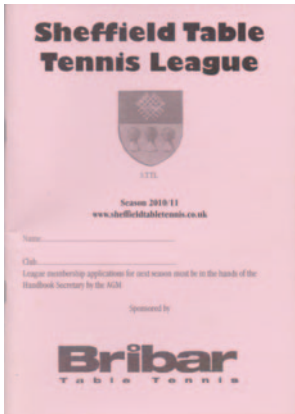 Sheffield Table
Tennis League
Season 2010/11
www.sheffieldtabletennis.co.uk
Name
Club
League membership applications for next season must be in the hands of the
Handbook Secretary by the AGM
Sponsored by
Bribar
Table Tennis